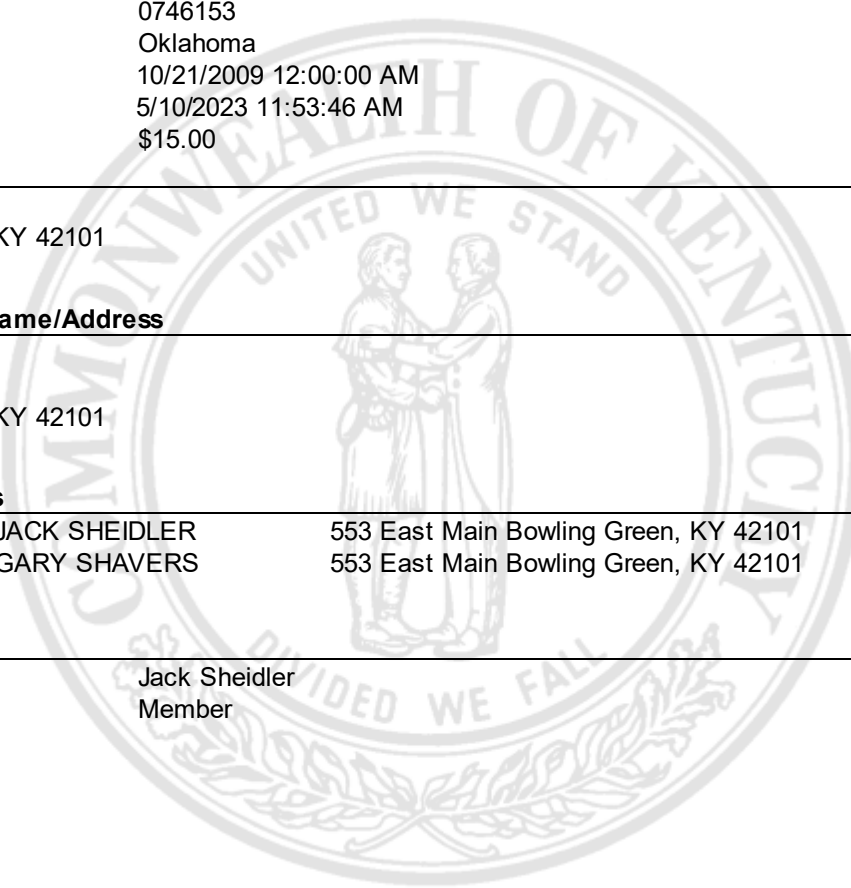 0746153
Oklahoma
10/21/2009 12:00:00 AM
5/10/2023 11:53:46 AM
$15.00
KY 42101
ame/Address
KY 42101
s
JACK SHEIDLER 553 East Main Bowling Green, KY 42101
GARY SHAVERS 553 East Main Bowling Green, KY 42101
Jack Sheidler
Member
COMMONWEALTH OF KENTUCKY
UNITED WE STAND
DIVIDED WE FALL